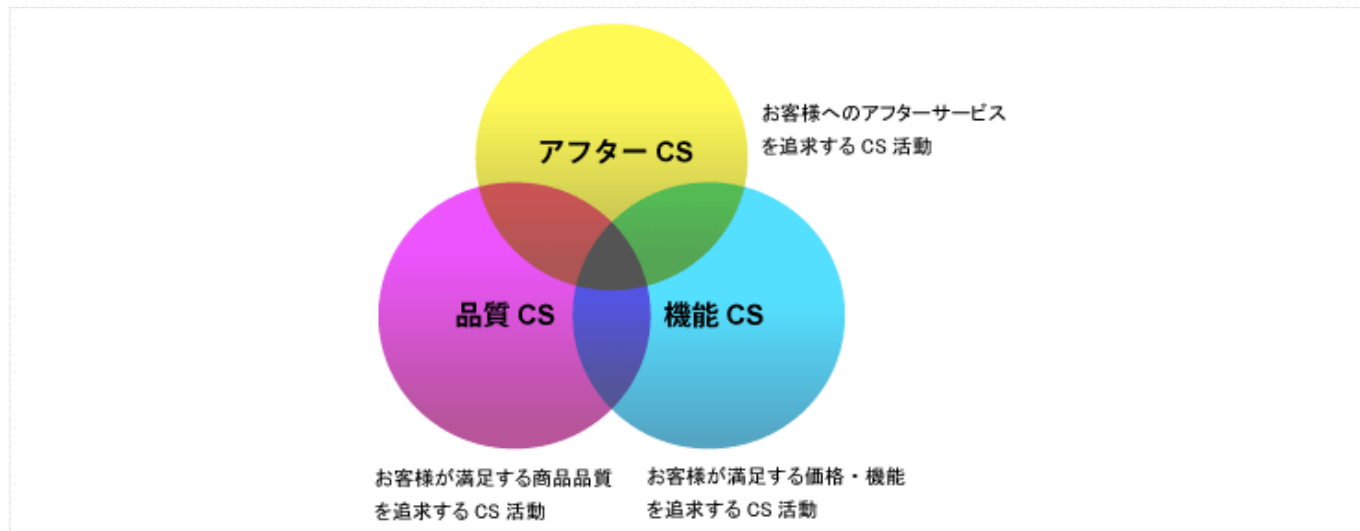 お客様へのアフターサービス
を追求する CS 活動
アフター CS
品質 CS
機能 CS
お客様が満足する商品品質
を追求する CS 活動
お客様が満足する価格・機能
を追求する CS 活動